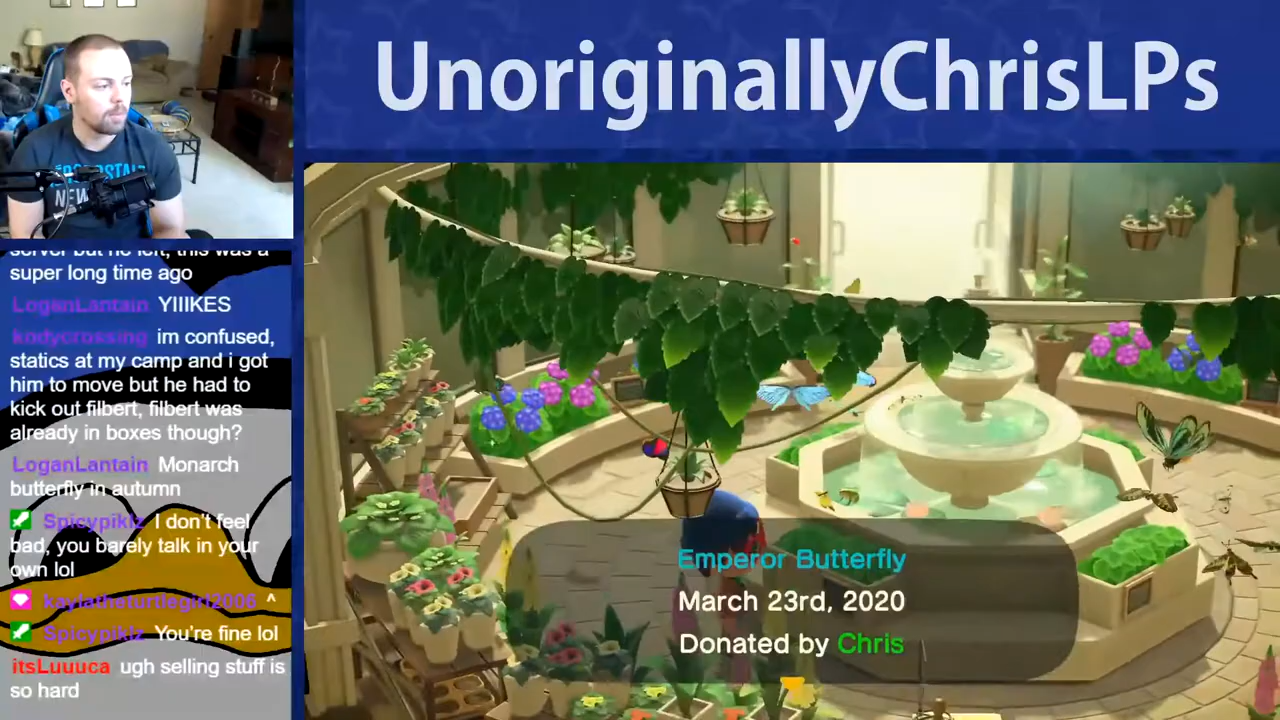 UnoriginallyChrisLPs
NEW
server but he left, this was a
super long time ago
LoganLantain YIIIKES
kodycrossing im confused,
statics at my camp and i got
him to move but he had to
kick out filbert, filbert was
already in boxes though?
LoganLantain Monarch
butterfly in autumn
Spicypiklz I don't feel
bad, you barely talk in your
own lol
kaylatheturtlegirl2006 ^
Spicypiklz You're fine lol
itsLuuuca ugh selling stuff is
so hard
Emperor Butterfly
March 23rd, 2020
Donated by Chris